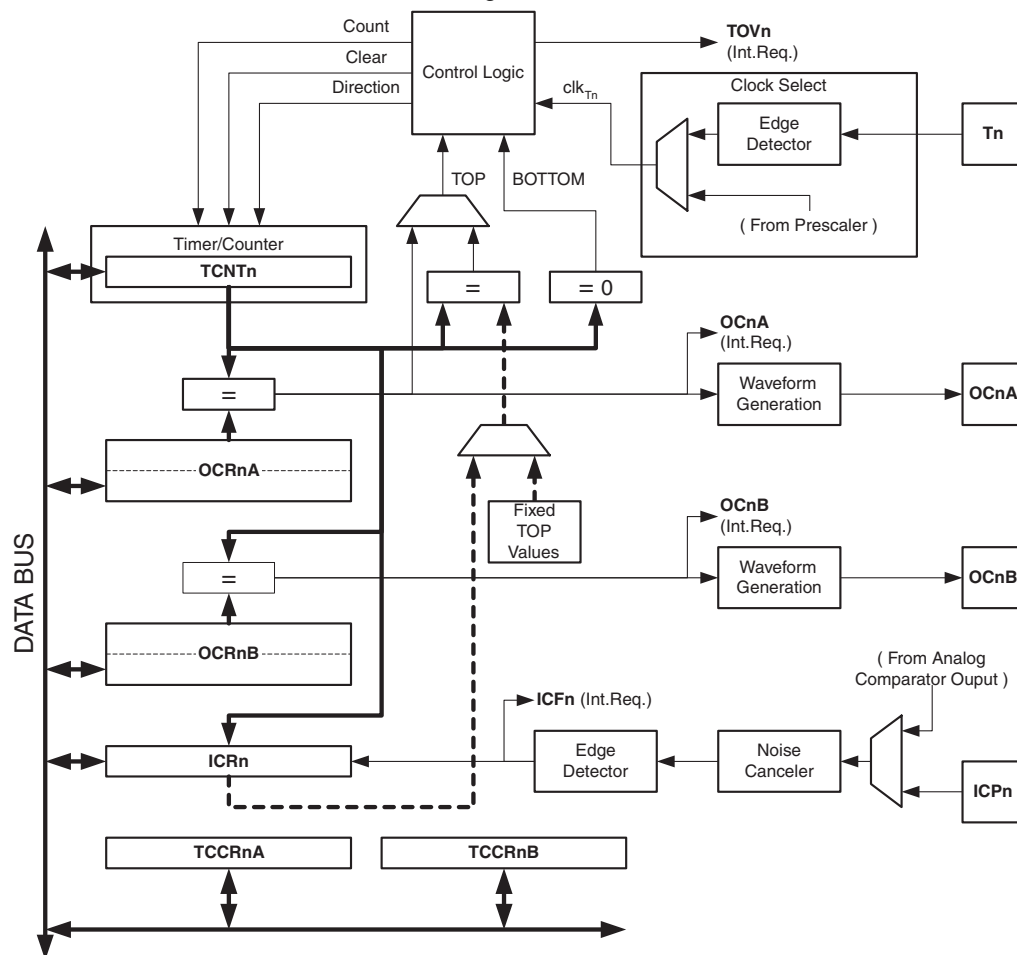 Count
Clear
Direction
Control Logic
TOVn
(Int.Req.)
clkTn
Clock Select
Edge
Detector
Tn
( From Prescaler )
TOP
BOTTOM
Timer/Counter
TCNTn
=
= 0
=
OCnA
(Int.Req.)
Waveform
Generation
OCnA
OCRnA
Fixed
TOP
Values
OCnB
(Int.Req.)
=
Waveform
Generation
OCnB
DATA BUS
OCRnB
( From Analog
Comparator Ouput )
ICFn (Int.Req.)
ICRn
Edge
Detector
Noise
Canceler
ICPn
TCCRnA
TCCRnB